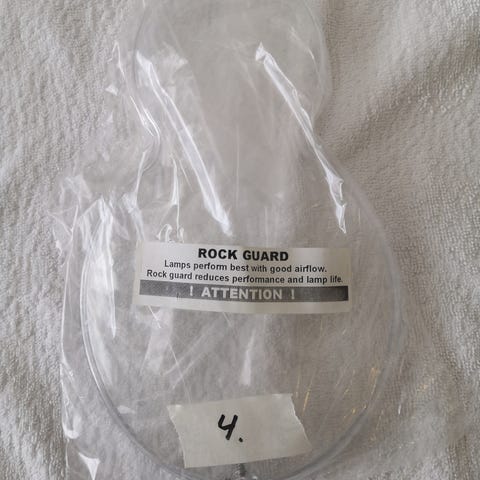 ROCK GUARD
Lamps perform best with good airflow.
Rock guard reduces performance and lamp life.
! ATTENTION !
4.